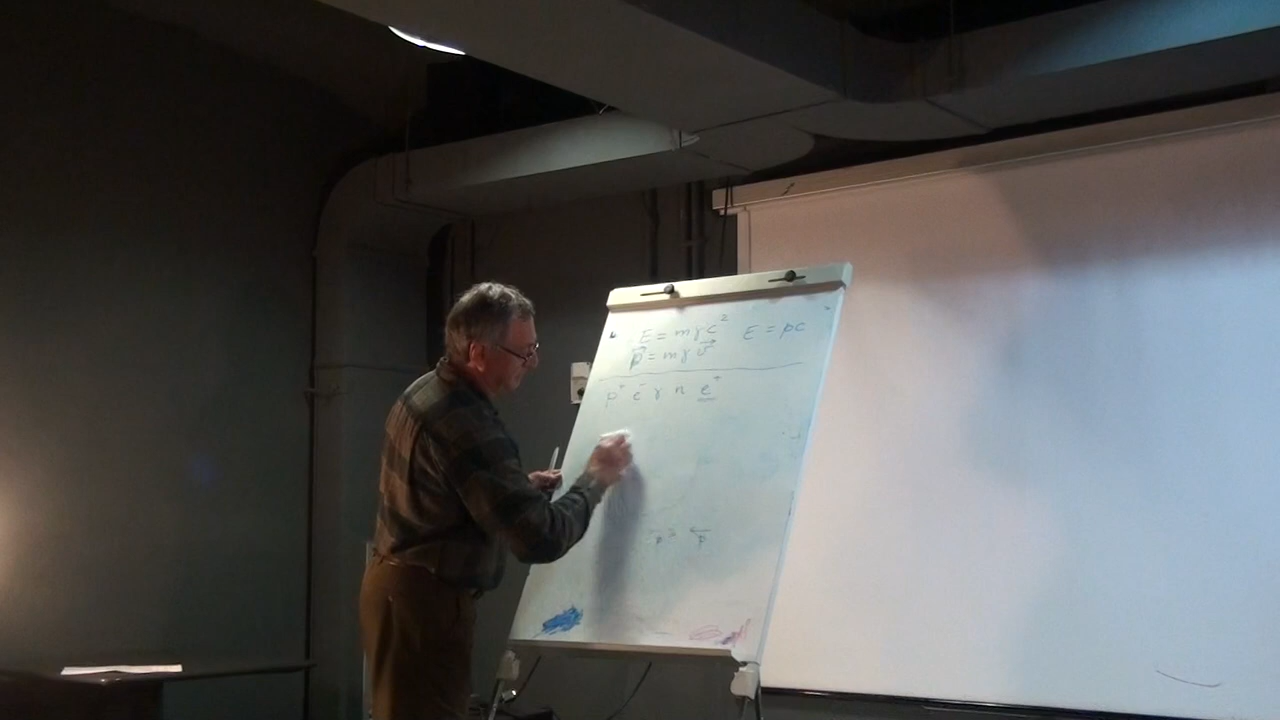 E = mγc² E = pc
p⃗ = mγv⃗
p⁺ e⁻ γ n e⁺